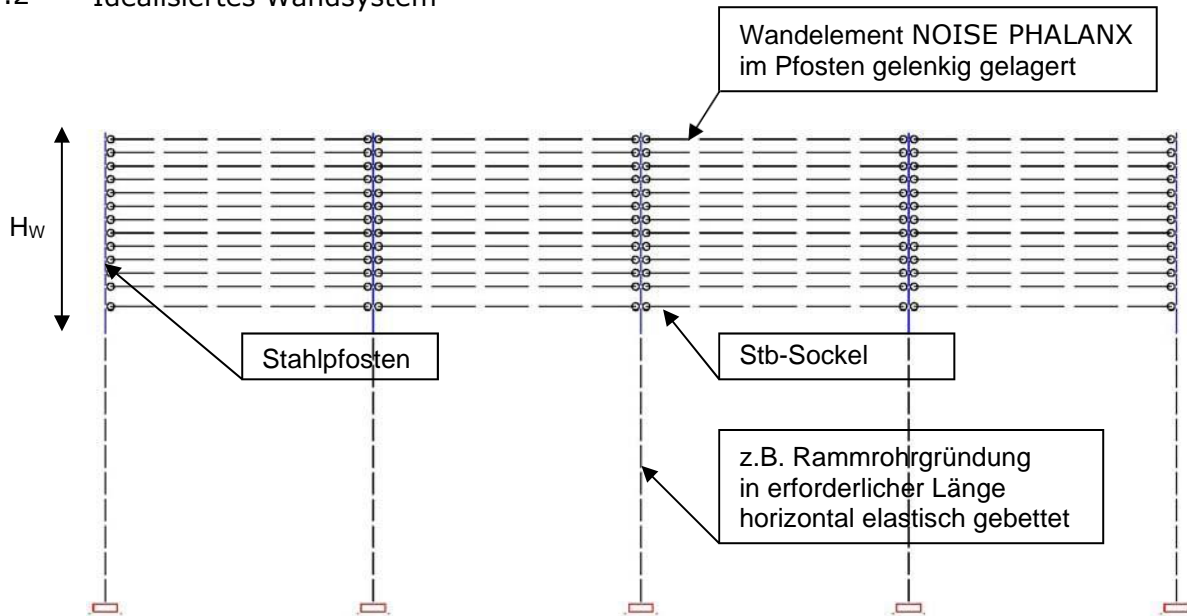 .2 Idealisiertes Wandsystem
Wandelement NOISE PHALANX
im Pfosten gelenkig gelagert
HW
Stahlpfosten
Stb-Sockel
z.B. Rammrohrgründung
in erforderlicher Länge
horizontal elastisch gebettet